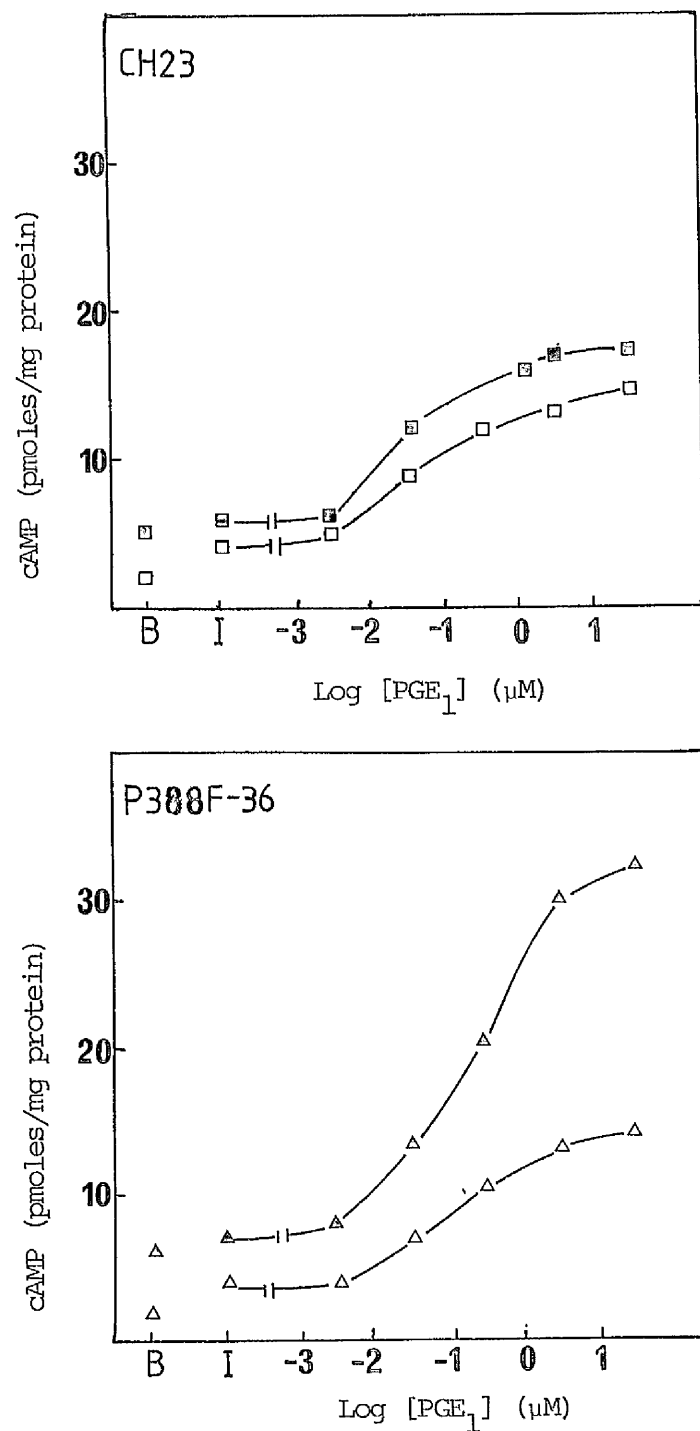 CH23
30
20
10
cAMP (pmoles/mg protein)
B I -3 -2 -1 0 1
Log [PGE1] (µM)
P388F-36
30
20
10
cAMP (pmoles/mg protein)
B I -3 -2 -1 0 1
Log [PGE1] (µM)